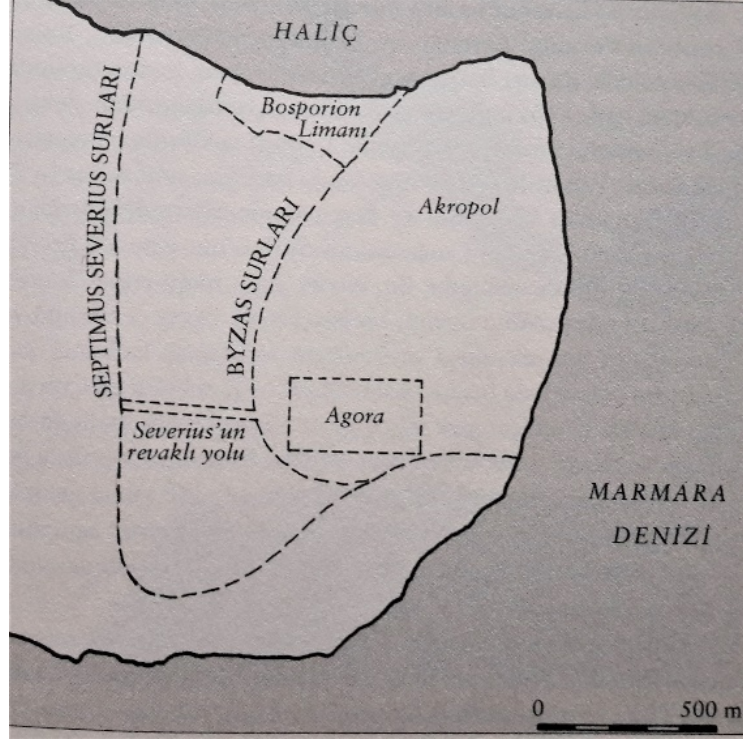 HALİÇ
Bosporion
Limanı
SEPTIMUS SEVERIUS SURLARI
BYZAS SURLARI
Akropol
Agora
Severius'un
revaklı yolu
MARMARA
DENİZİ
0 500 m